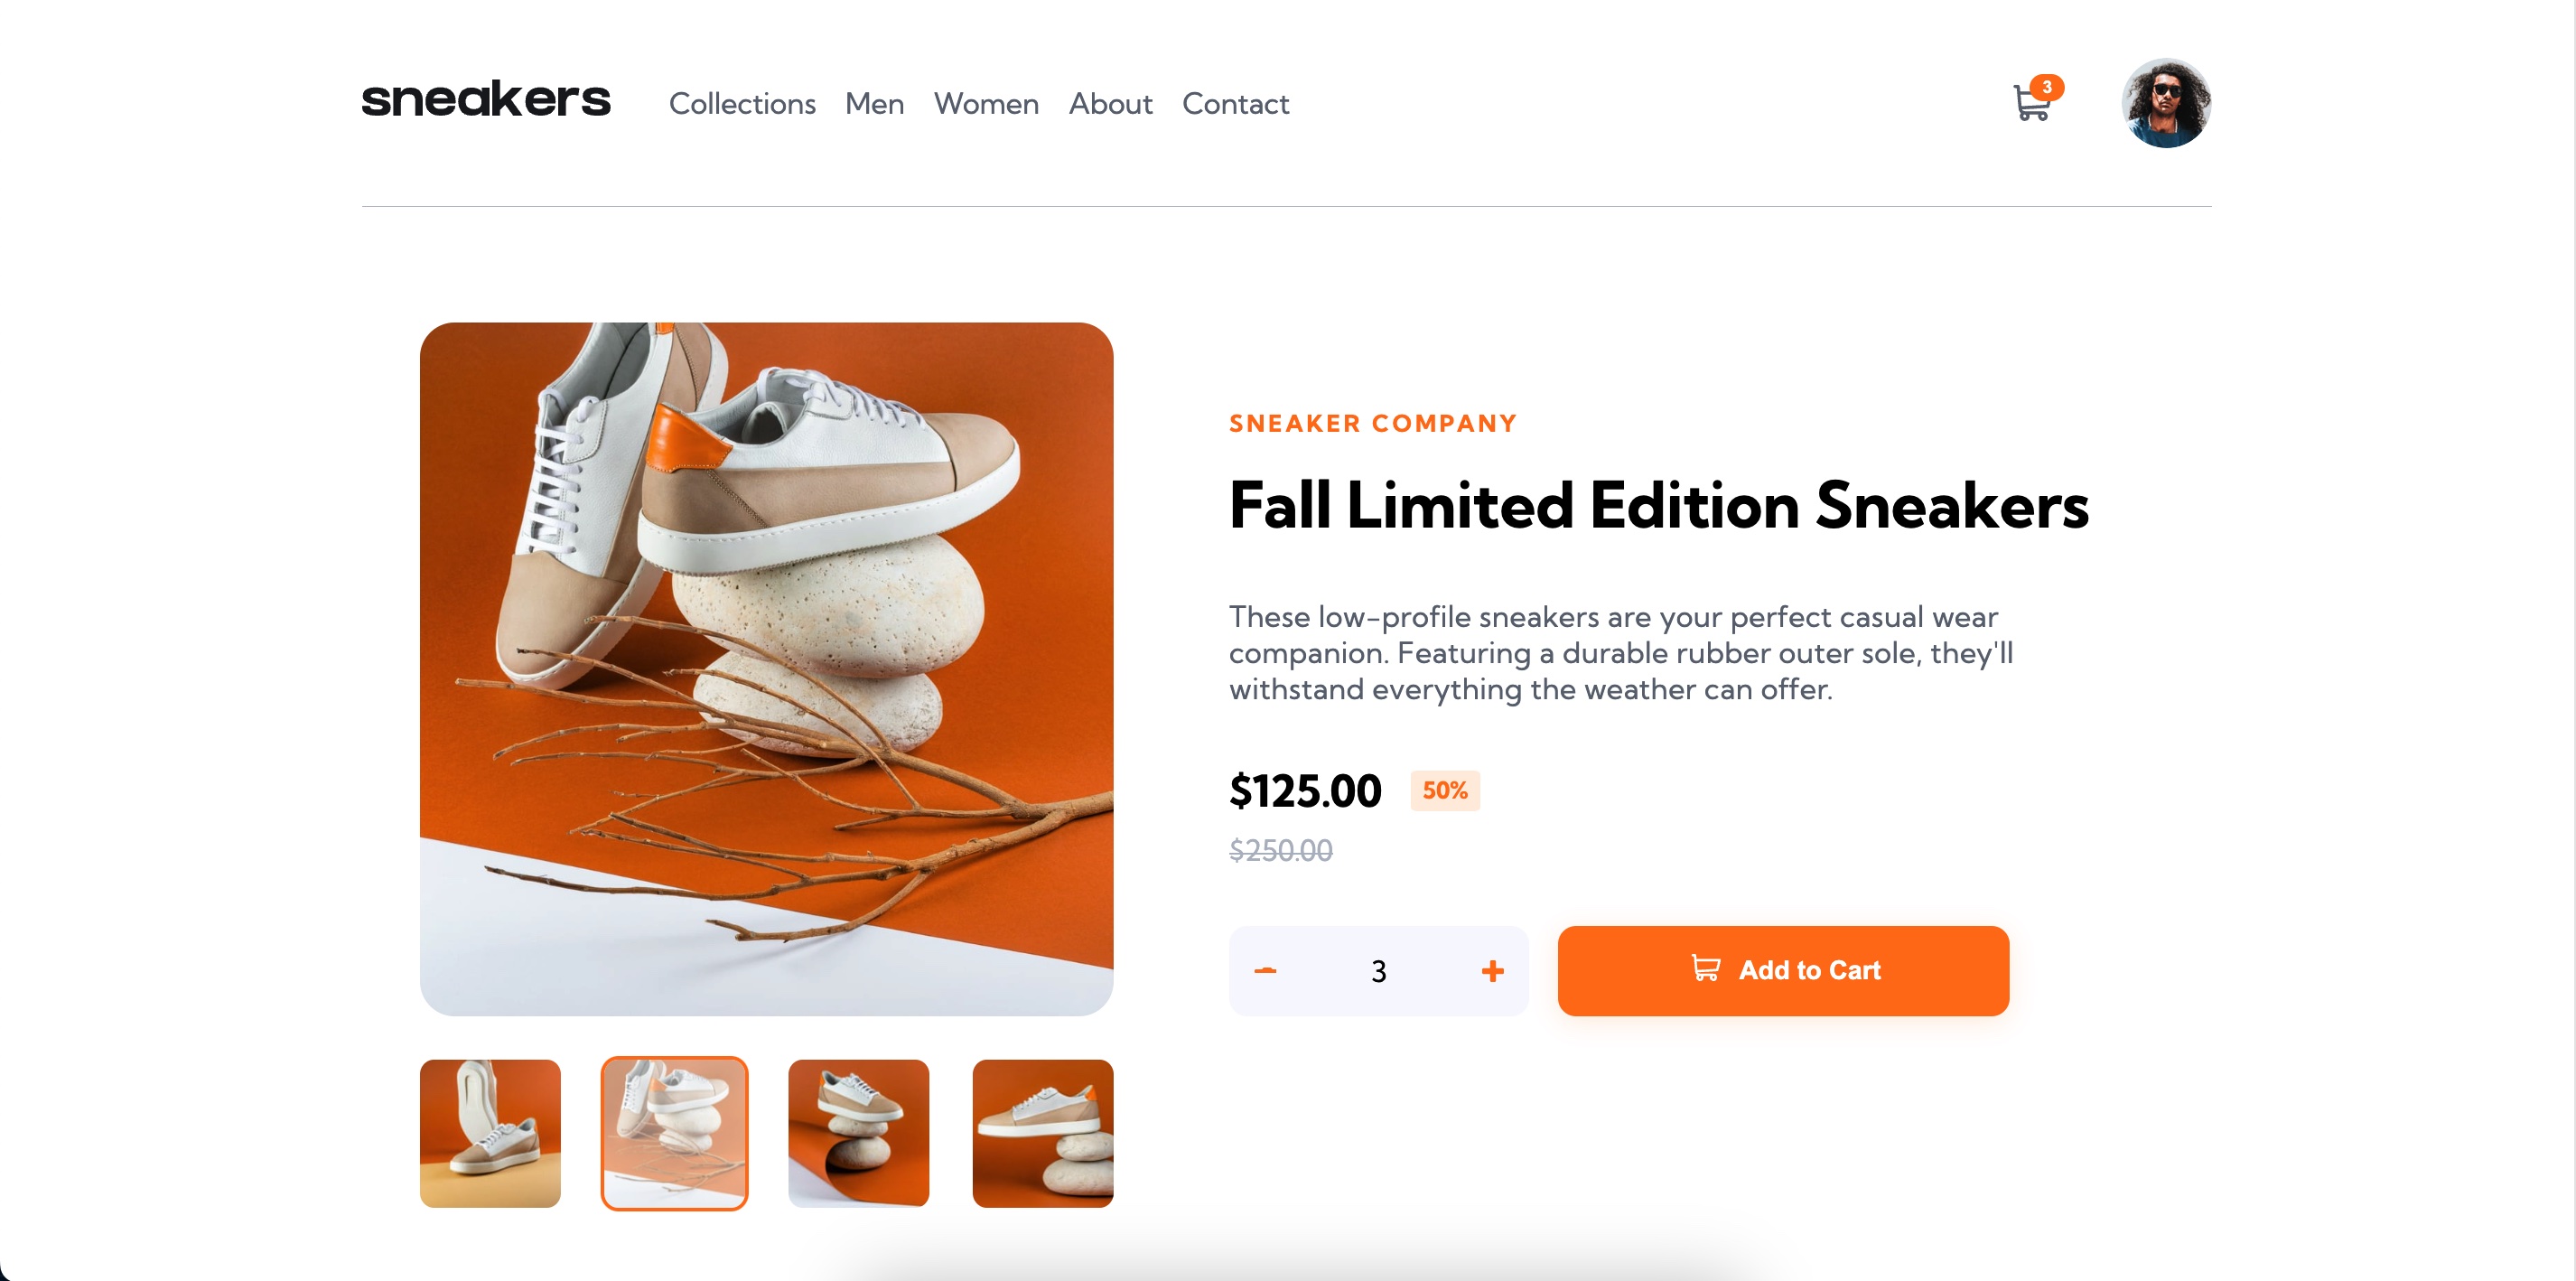 sneakers
Collections Men Women About Contact
3
SNEAKER COMPANY
Fall Limited Edition Sneakers
These low-profile sneakers are your perfect casual wear
companion. Featuring a durable rubber outer sole, they'll
withstand everything the weather can offer.
$125.00 50%
$250.00
3
Add to Cart